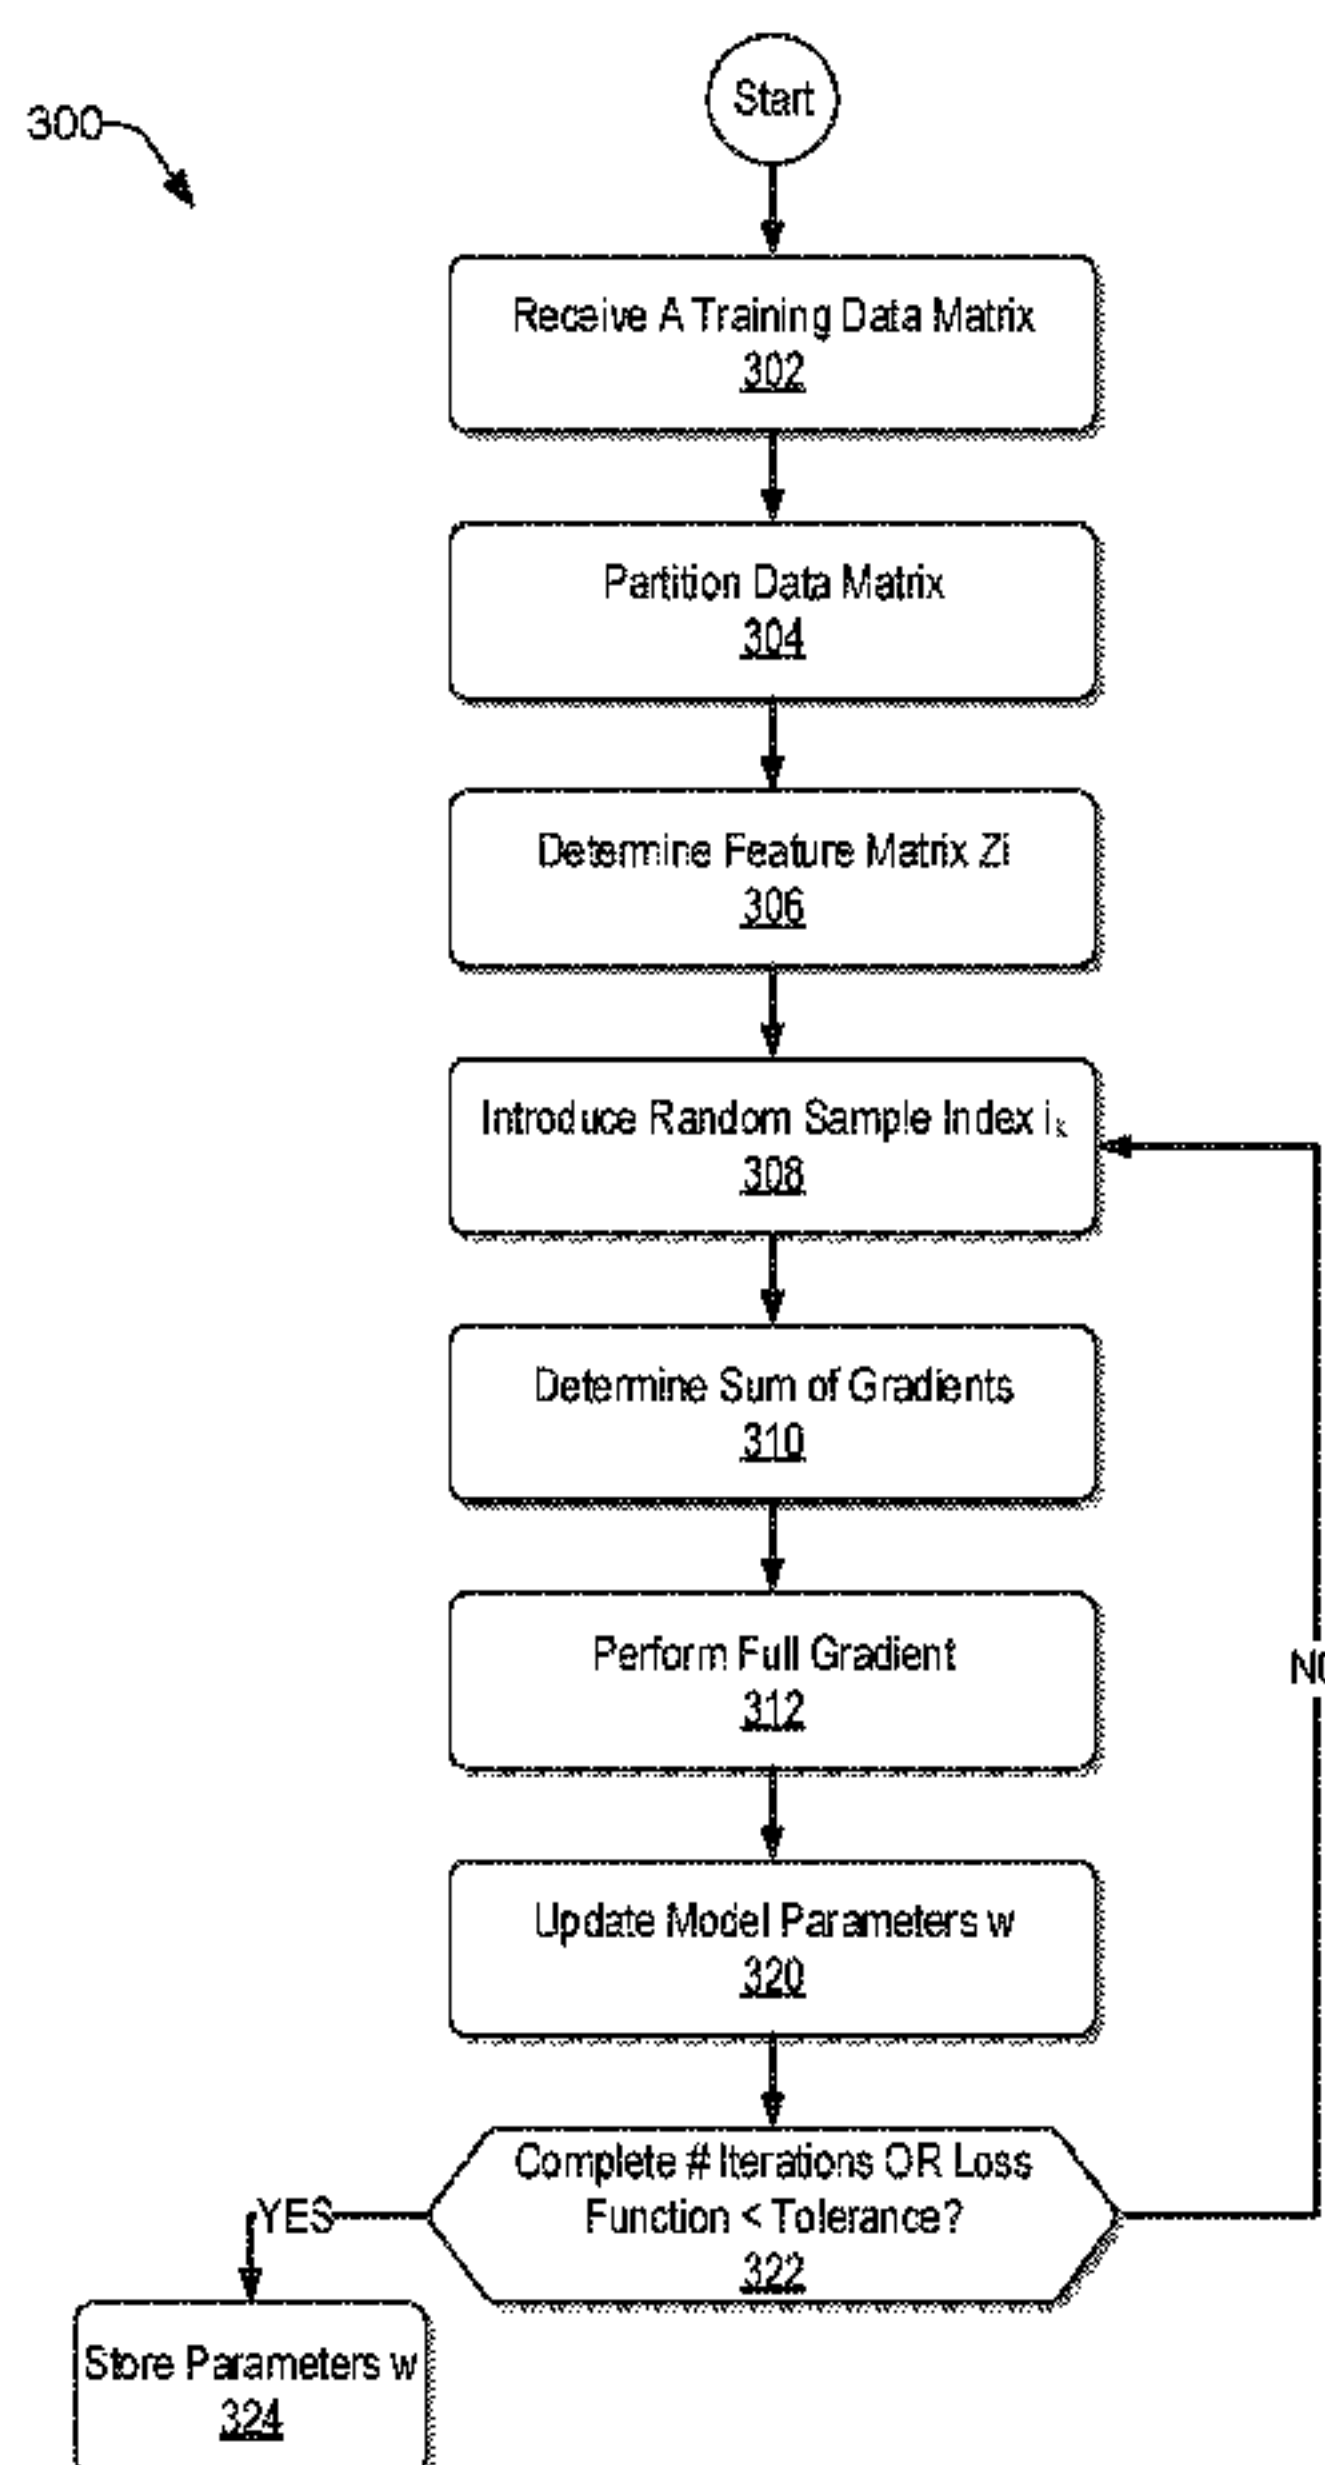 Start
300
Receive A Training Data Matrix
302
Partition Data Matrix
304
Determine Feature Matrix Zi
306
Introduce Random Sample Index iₖ
308
Determine Sum of Gradients
310
Perform Full Gradient
312
NO
Update Model Parameters w
320
Complete # Iterations OR Loss
Function < Tolerance?
322
YES
Store Parameters w
324